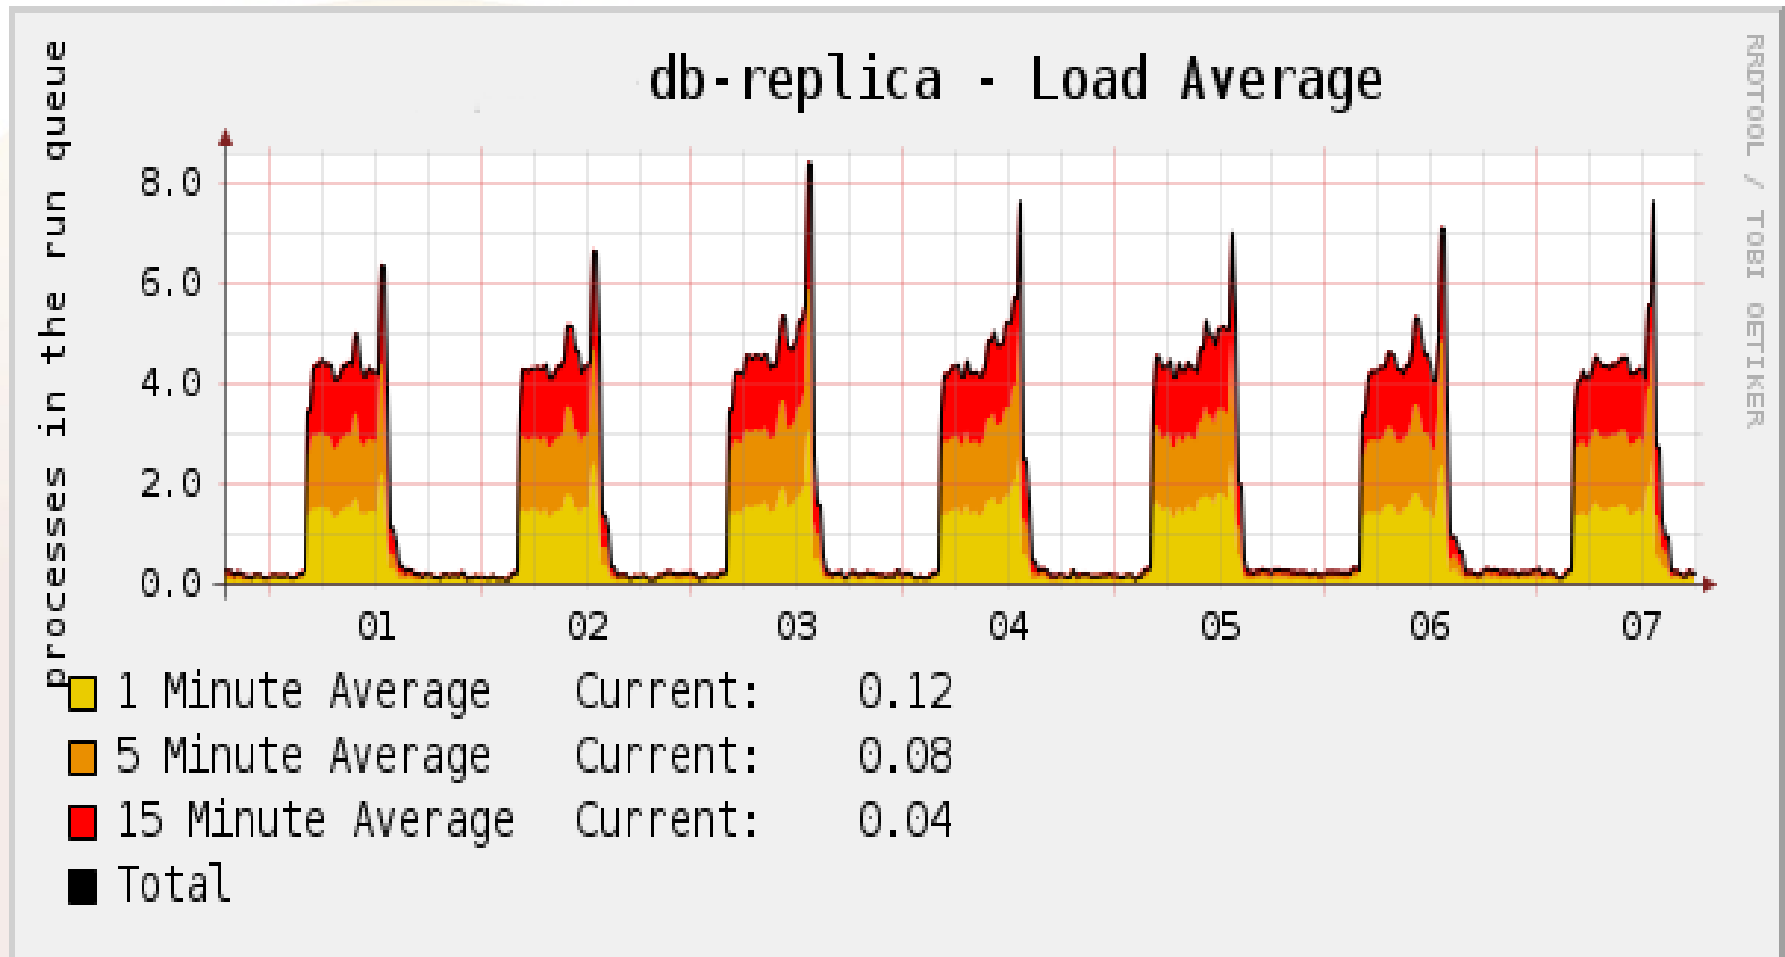 db-replica - Load Average
processes in the run queue
RRDTOOL / TOBI OETIKER
8.0
6.0
4.0
2.0
0.0
01 02 03 04 05 06 07
1 Minute Average Current: 0.12
5 Minute Average Current: 0.08
15 Minute Average Current: 0.04
Total